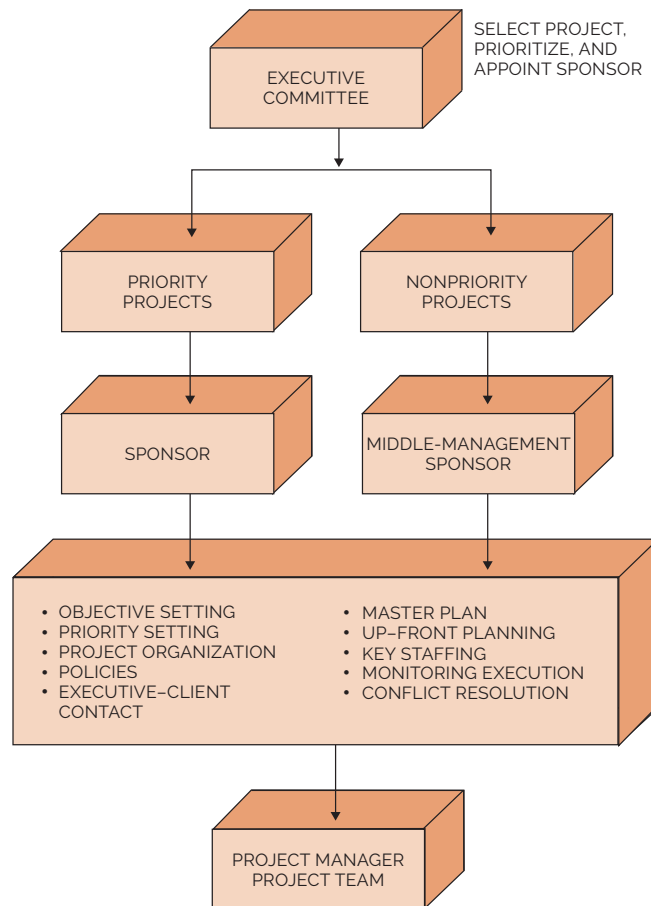 SELECT PROJECT,
PRIORITIZE, AND
APPOINT SPONSOR
EXECUTIVE
COMMITTEE
PRIORITY
PROJECTS
NONPRIORITY
PROJECTS
SPONSOR
MIDDLE-MANAGEMENT
SPONSOR
• OBJECTIVE SETTING
• PRIORITY SETTING
• PROJECT ORGANIZATION
• POLICIES
• EXECUTIVE–CLIENT
CONTACT
• MASTER PLAN
• UP–FRONT PLANNING
• KEY STAFFING
• MONITORING EXECUTION
• CONFLICT RESOLUTION
PROJECT MANAGER
PROJECT TEAM